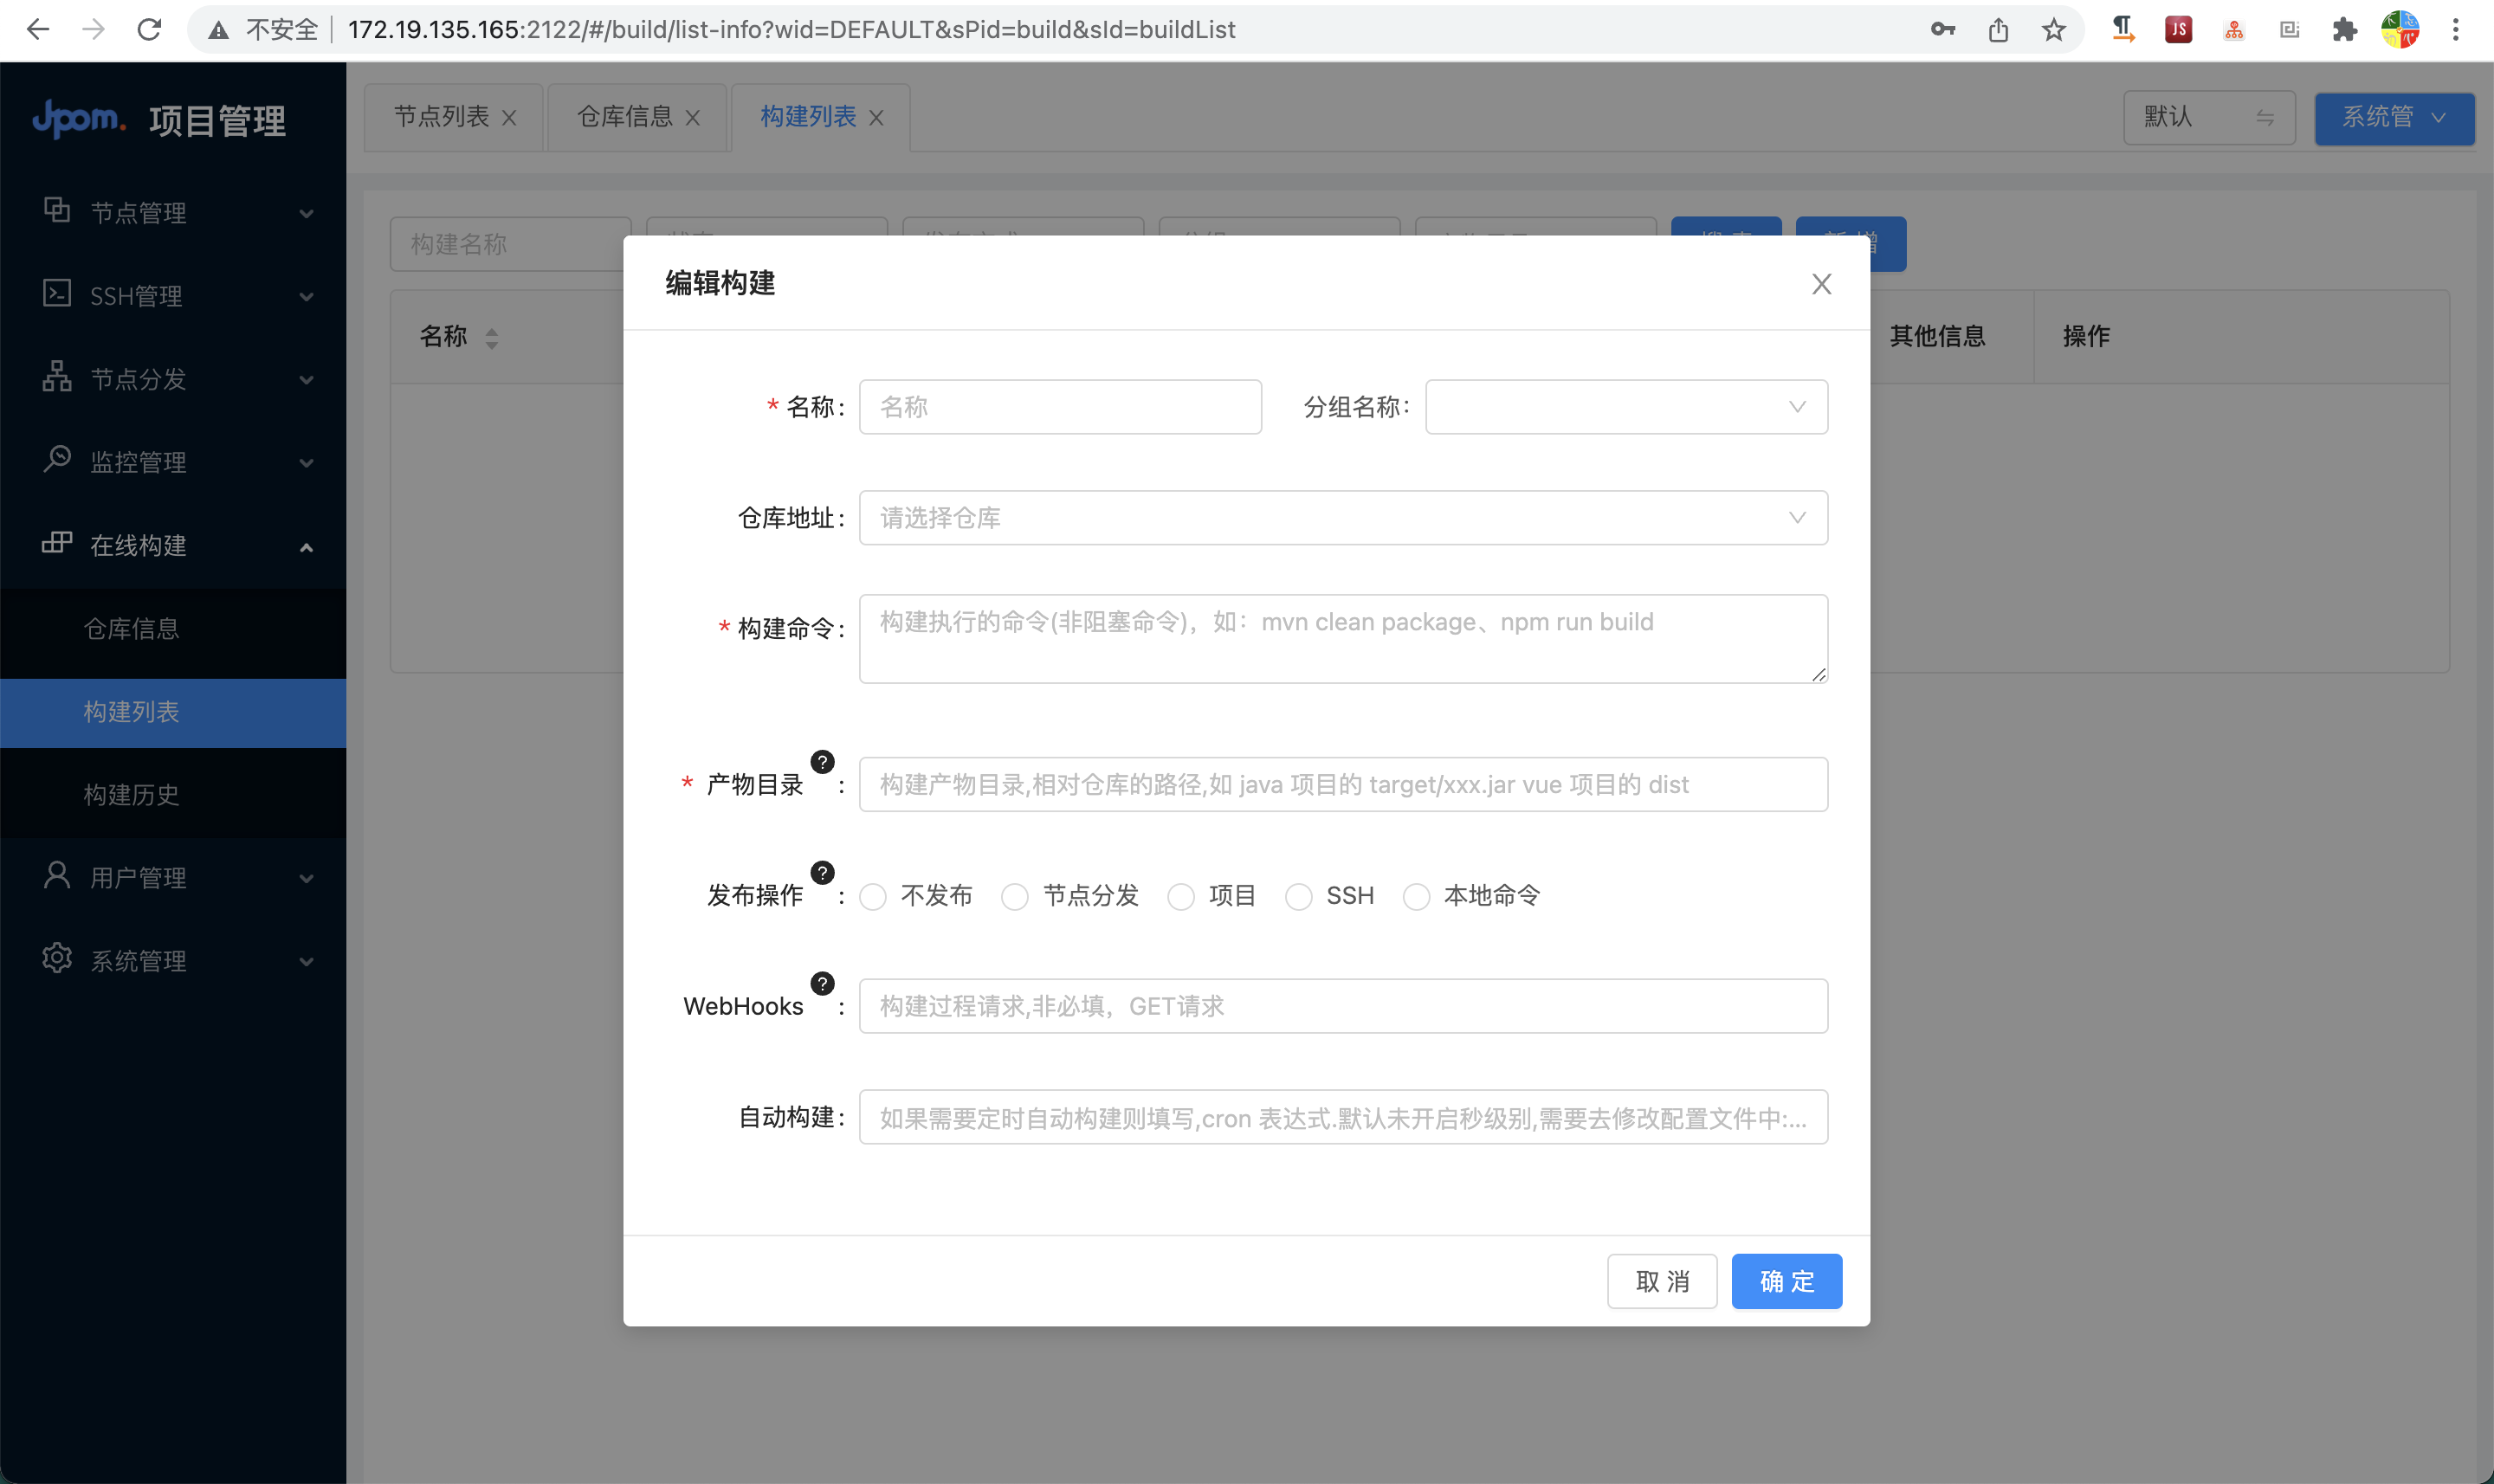 不安全 172.19.135.165:2122/#/build/list-info?wid=DEFAULT&sPid=build&sId=buildList
JS
Jpom. 项目管理
节点列表
仓库信息
构建列表
默认
系统管
节点管理
SSH管理
节点分发
监控管理
在线构建
仓库信息
构建列表
构建历史
用户管理
系统管理
构建名称
名称
其他信息
操作
编辑构建
* 名称: 名称
分组名称:
仓库地址: 请选择仓库
* 构建命令: 构建执行的命令(非阻塞命令)，如：mvn clean package、npm run build
* 产物目录 ? : 构建产物目录,相对仓库的路径,如 java 项目的 target/xxx.jar vue 项目的 dist
发布操作 ? : 不发布 节点分发 项目 SSH 本地命令
WebHooks ? : 构建过程请求,非必填，GET请求
自动构建: 如果需要定时自动构建则填写,cron 表达式.默认未开启秒级别,需要去修改配置文件中:...
取 消
确 定